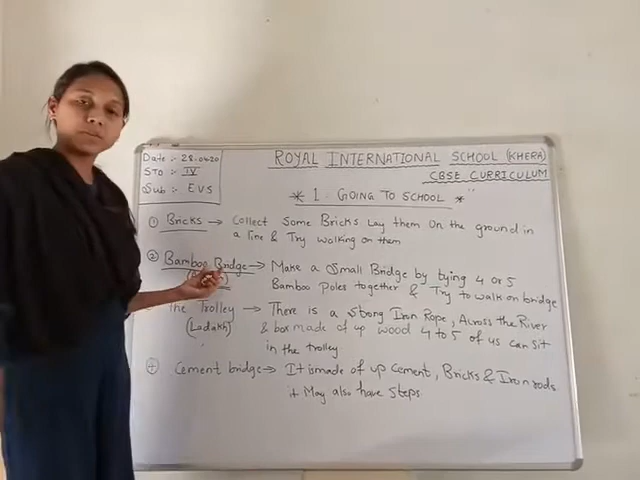 Date :- 28-04-20
STD :- IV
Sub :- EVS
ROYAL INTERNATIONAL SCHOOL (KHERA)
CBSE CURRICULUM
* 1. GOING TO SCHOOL *
① Bricks → Collect Some Bricks Lay them on the ground in
a line & Try walking on them
② Bamboo Bridge → Make a Small Bridge by tying 4 or 5
Bamboo Poles together & Try to walk on bridge
The Trolley → There is a Strong Iron Rope, Across the River
(Ladakh) & box made of up wood 4 to 5 of us can Sit
in the trolley
Cement bridge → It is made of up Cement, Bricks & Iron rods
it May also have Steps